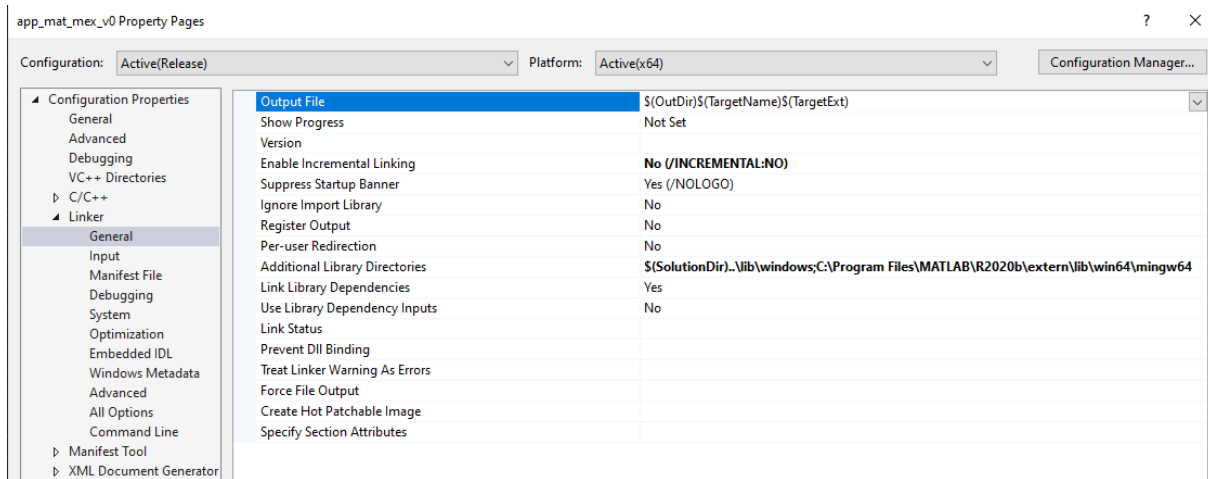 app_mat_mex_v0 Property Pages ? ×
Configuration: Active(Release) Platform: Active(x64) Configuration Manager...
Configuration Properties
General
Advanced
Debugging
VC++ Directories
C/C++
Linker
General
Input
Manifest File
Debugging
System
Optimization
Embedded IDL
Windows Metadata
Advanced
All Options
Command Line
Manifest Tool
XML Document Generator
Output File $(OutDir)$(TargetName)$(TargetExt)
Show Progress Not Set
Version
Enable Incremental Linking No (/INCREMENTAL:NO)
Suppress Startup Banner Yes (/NOLOGO)
Ignore Import Library No
Register Output No
Per-user Redirection No
Additional Library Directories $(SolutionDir)..\lib\windows;C:\Program Files\MATLAB\R2020b\extern\lib\win64\mingw64
Link Library Dependencies Yes
Use Library Dependency Inputs No
Link Status
Prevent Dll Binding
Treat Linker Warning As Errors
Force File Output
Create Hot Patchable Image
Specify Section Attributes